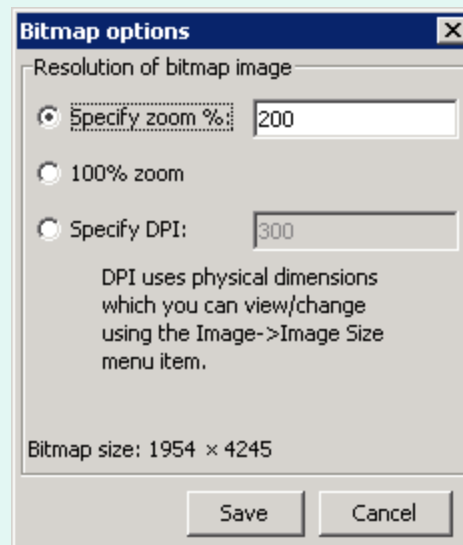 Bitmap options
Resolution of bitmap image
Specify zoom %: 200
100% zoom
Specify DPI: 300
DPI uses physical dimensions
which you can view/change
using the Image->Image Size
menu item.
Bitmap size: 1954 × 4245
Save Cancel